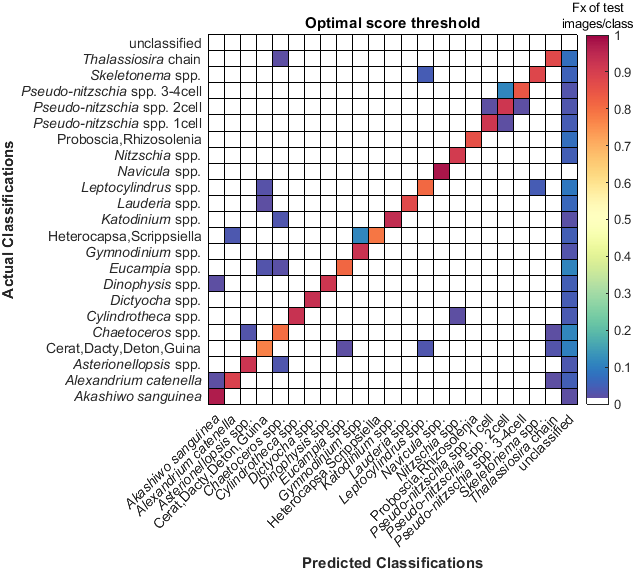 Optimal score threshold
Fx of test
images/class
unclassified
Thalassiosira chain
Skeletonema spp.
Pseudo-nitzschia spp. 3-4cell
Pseudo-nitzschia spp. 2cell
Pseudo-nitzschia spp. 1cell
Proboscia,Rhizosolenia
Nitzschia spp.
Navicula spp.
Leptocylindrus spp.
Lauderia spp.
Katodinium spp.
Heterocapsa,Scrippsiella
Gymnodinium spp.
Eucampia spp.
Dinophysis spp.
Dictyocha spp.
Cylindrotheca spp.
Chaetoceros spp.
Cerat,Dacty,Deton,Guina
Asterionellopsis spp.
Alexandrium catenella
Akashiwo sanguinea
Actual Classifications
1
0.9
0.8
0.7
0.6
0.5
0.4
0.3
0.2
0.1
0
Akashiwo sanguinea
Alexandrium catenella
Asterionellopsis spp.
Cerat,Dacty,Deton,Guina
Chaetoceros spp.
Cylindrotheca spp.
Dictyocha spp.
Dinophysis spp.
Eucampia spp.
Gymnodinium spp.
Heterocapsa,Scrippsiella
Katodinium spp.
Lauderia spp.
Leptocylindrus spp.
Navicula spp.
Nitzschia spp.
Proboscia,Rhizosolenia
Pseudo-nitzschia spp. 1cell
Pseudo-nitzschia spp. 2cell
Pseudo-nitzschia spp. 3-4cell
Skeletonema spp.
Thalassiosira chain
unclassified
Predicted Classifications